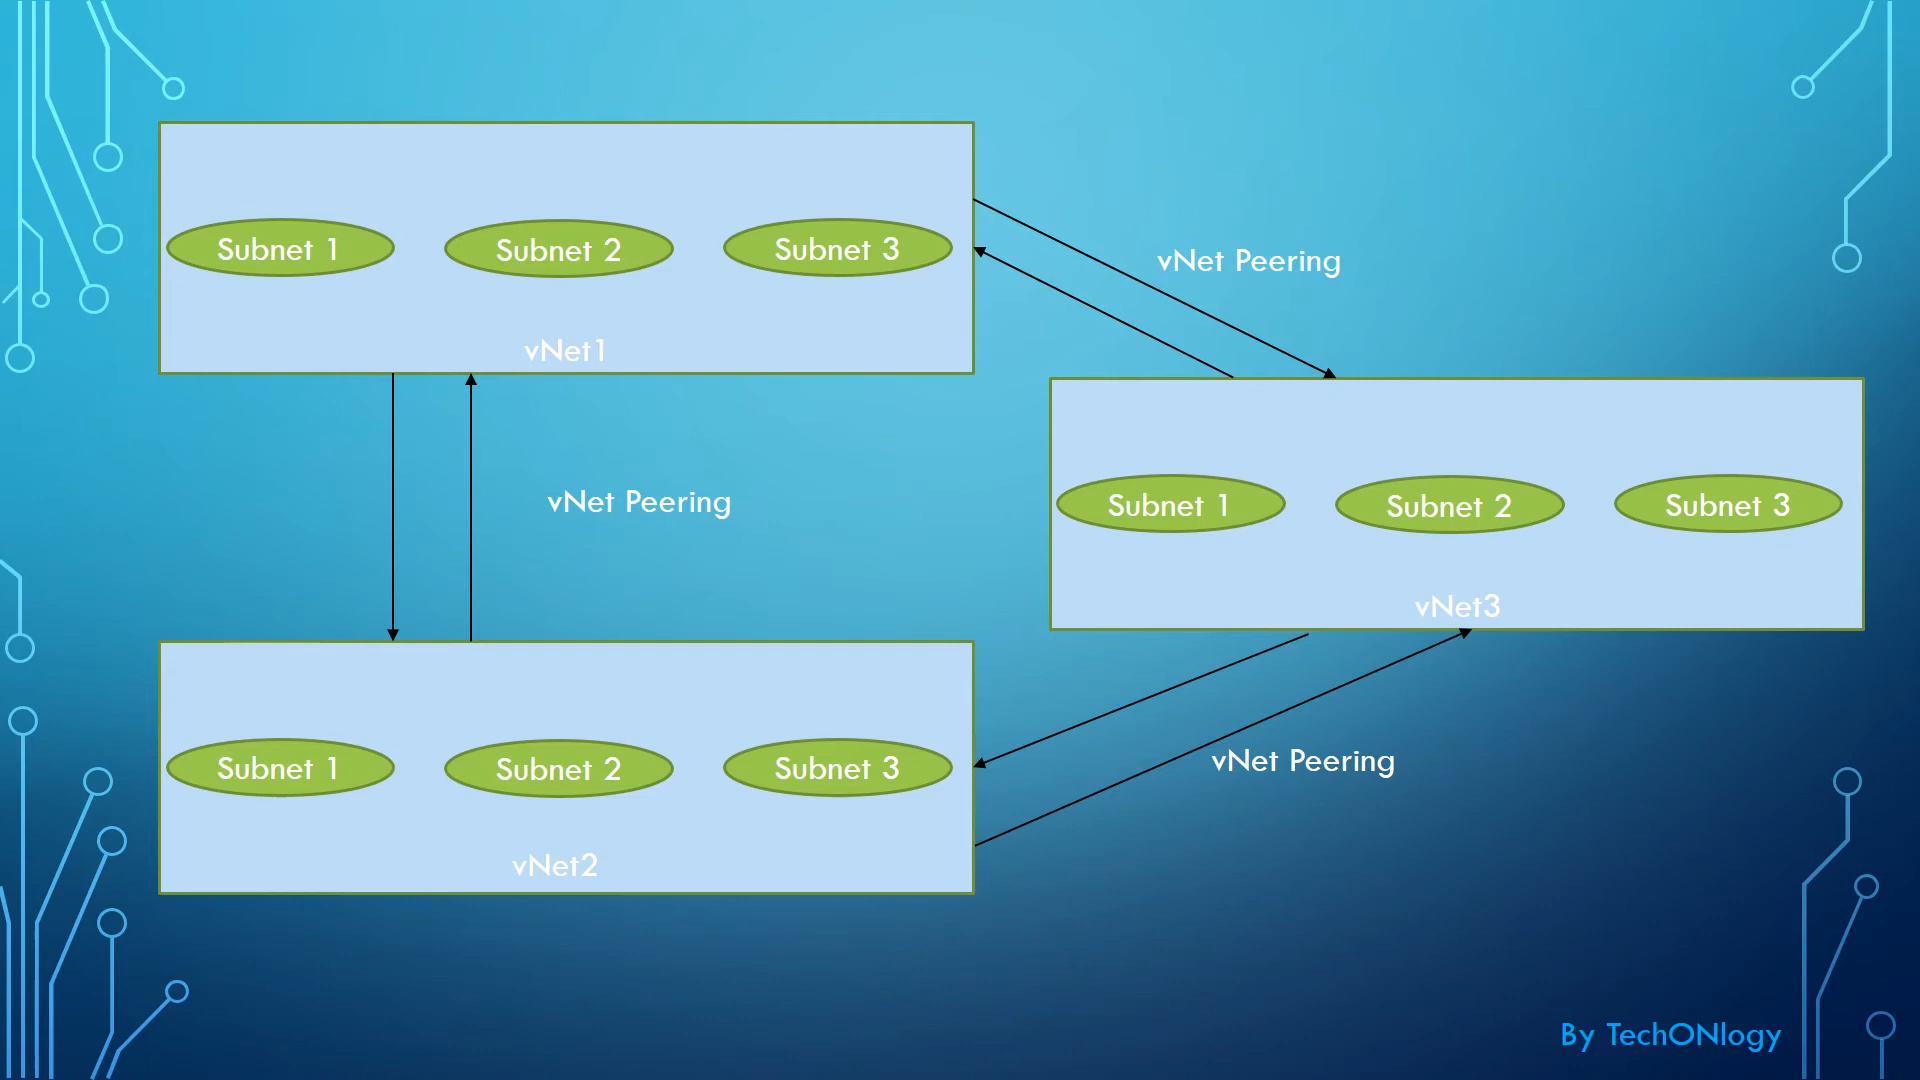 Subnet 1
Subnet 2
Subnet 3
vNet1
vNet Peering
vNet Peering
Subnet 1
Subnet 2
Subnet 3
vNet3
Subnet 1
Subnet 2
Subnet 3
vNet2
vNet Peering
By TechONlogy